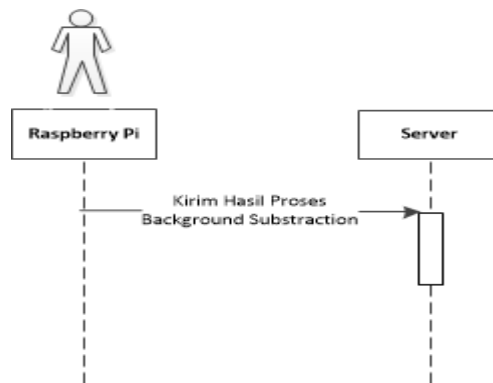 Raspberry Pi
Server
Kirim Hasil Proses
Background Substraction